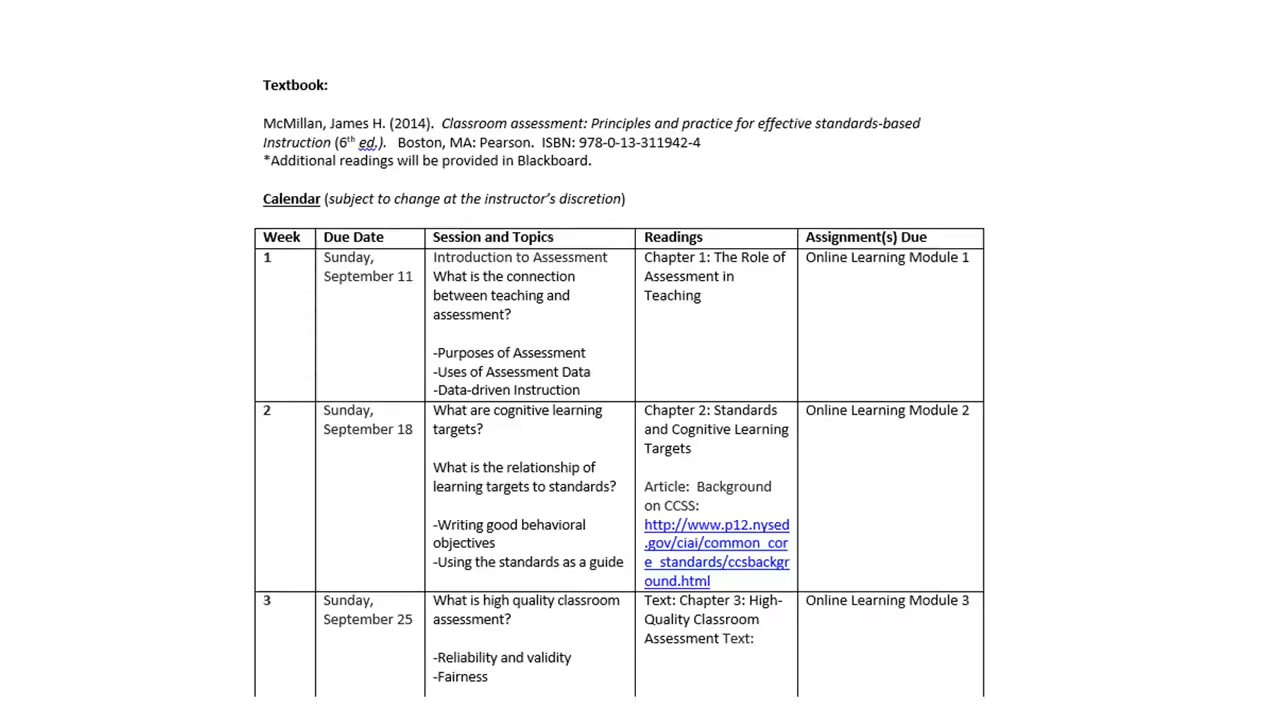 Textbook:
McMillan, James H. (2014). Classroom assessment: Principles and practice for effective standards-based
Instruction (6th ed.). Boston, MA: Pearson. ISBN: 978-0-13-311942-4
*Additional readings will be provided in Blackboard.
Calendar (subject to change at the instructor's discretion)
Week Due Date Session and Topics Readings Assignment(s) Due
1
Sunday,
September 11
Introduction to Assessment
What is the connection
between teaching and
assessment?
-Purposes of Assessment
-Uses of Assessment Data
-Data-driven Instruction
Chapter 1: The Role of
Assessment in
Teaching
Online Learning Module 1
2
Sunday,
September 18
What are cognitive learning
targets?
What is the relationship of
learning targets to standards?
-Writing good behavioral
objectives
-Using the standards as a guide
Chapter 2: Standards
and Cognitive Learning
Targets
Article: Background
on CCSS:
http://www.p12.nysed
.gov/ciai/common_cor
e_standards/ccsbackgr
ound.html
Online Learning Module 2
3
Sunday,
September 25
What is high quality classroom
assessment?
-Reliability and validity
-Fairness
Text: Chapter 3: High-
Quality Classroom
Assessment Text:
Online Learning Module 3